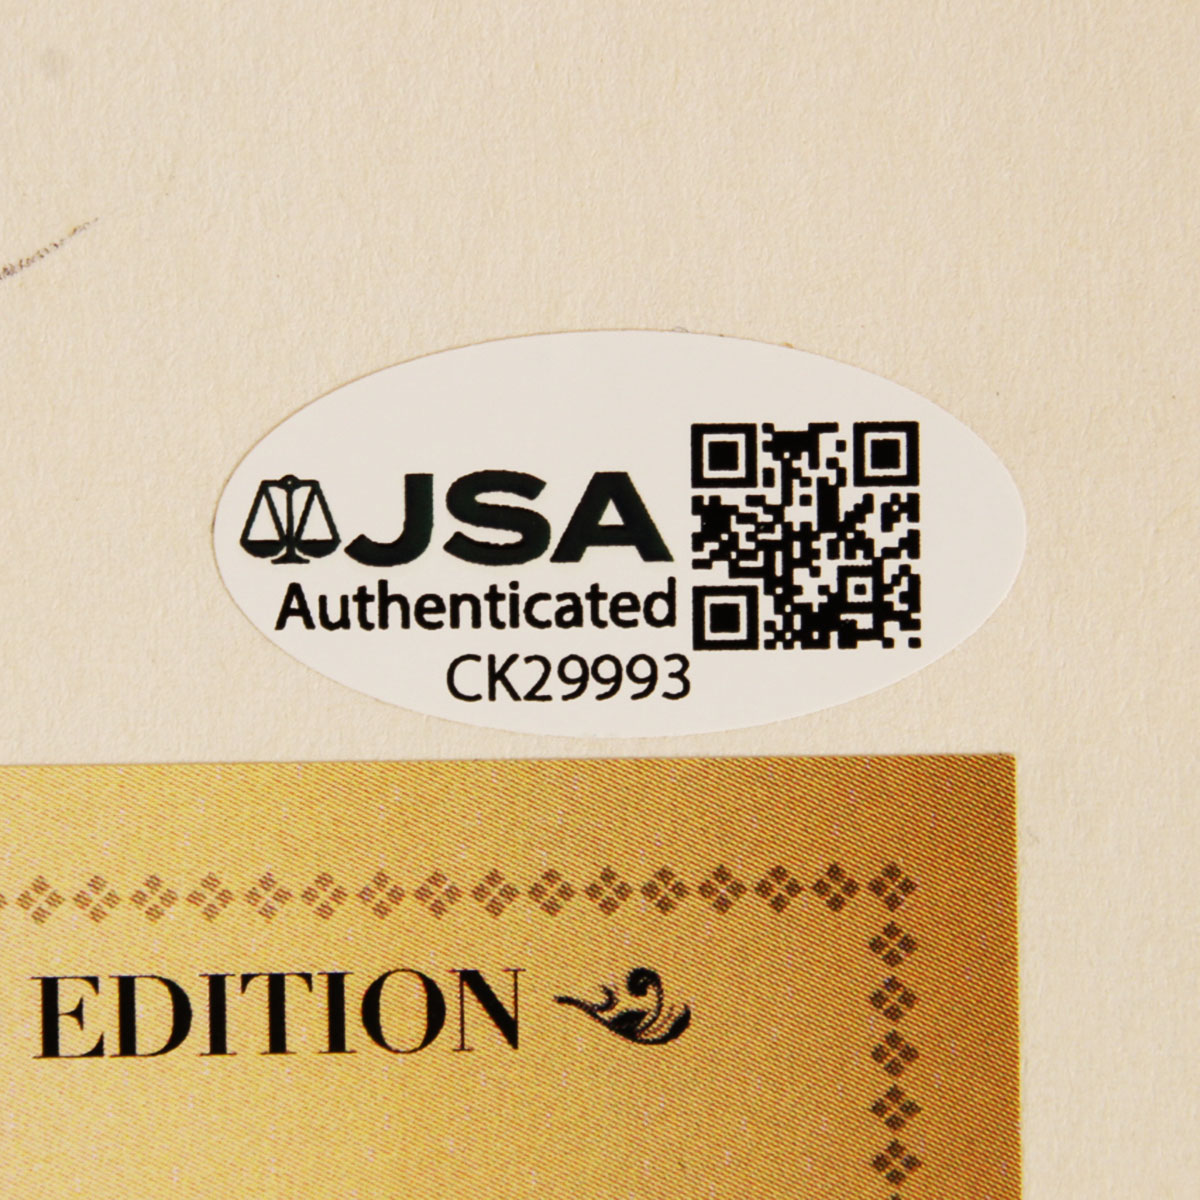 JSA
Authenticated
CK29993
EDITION